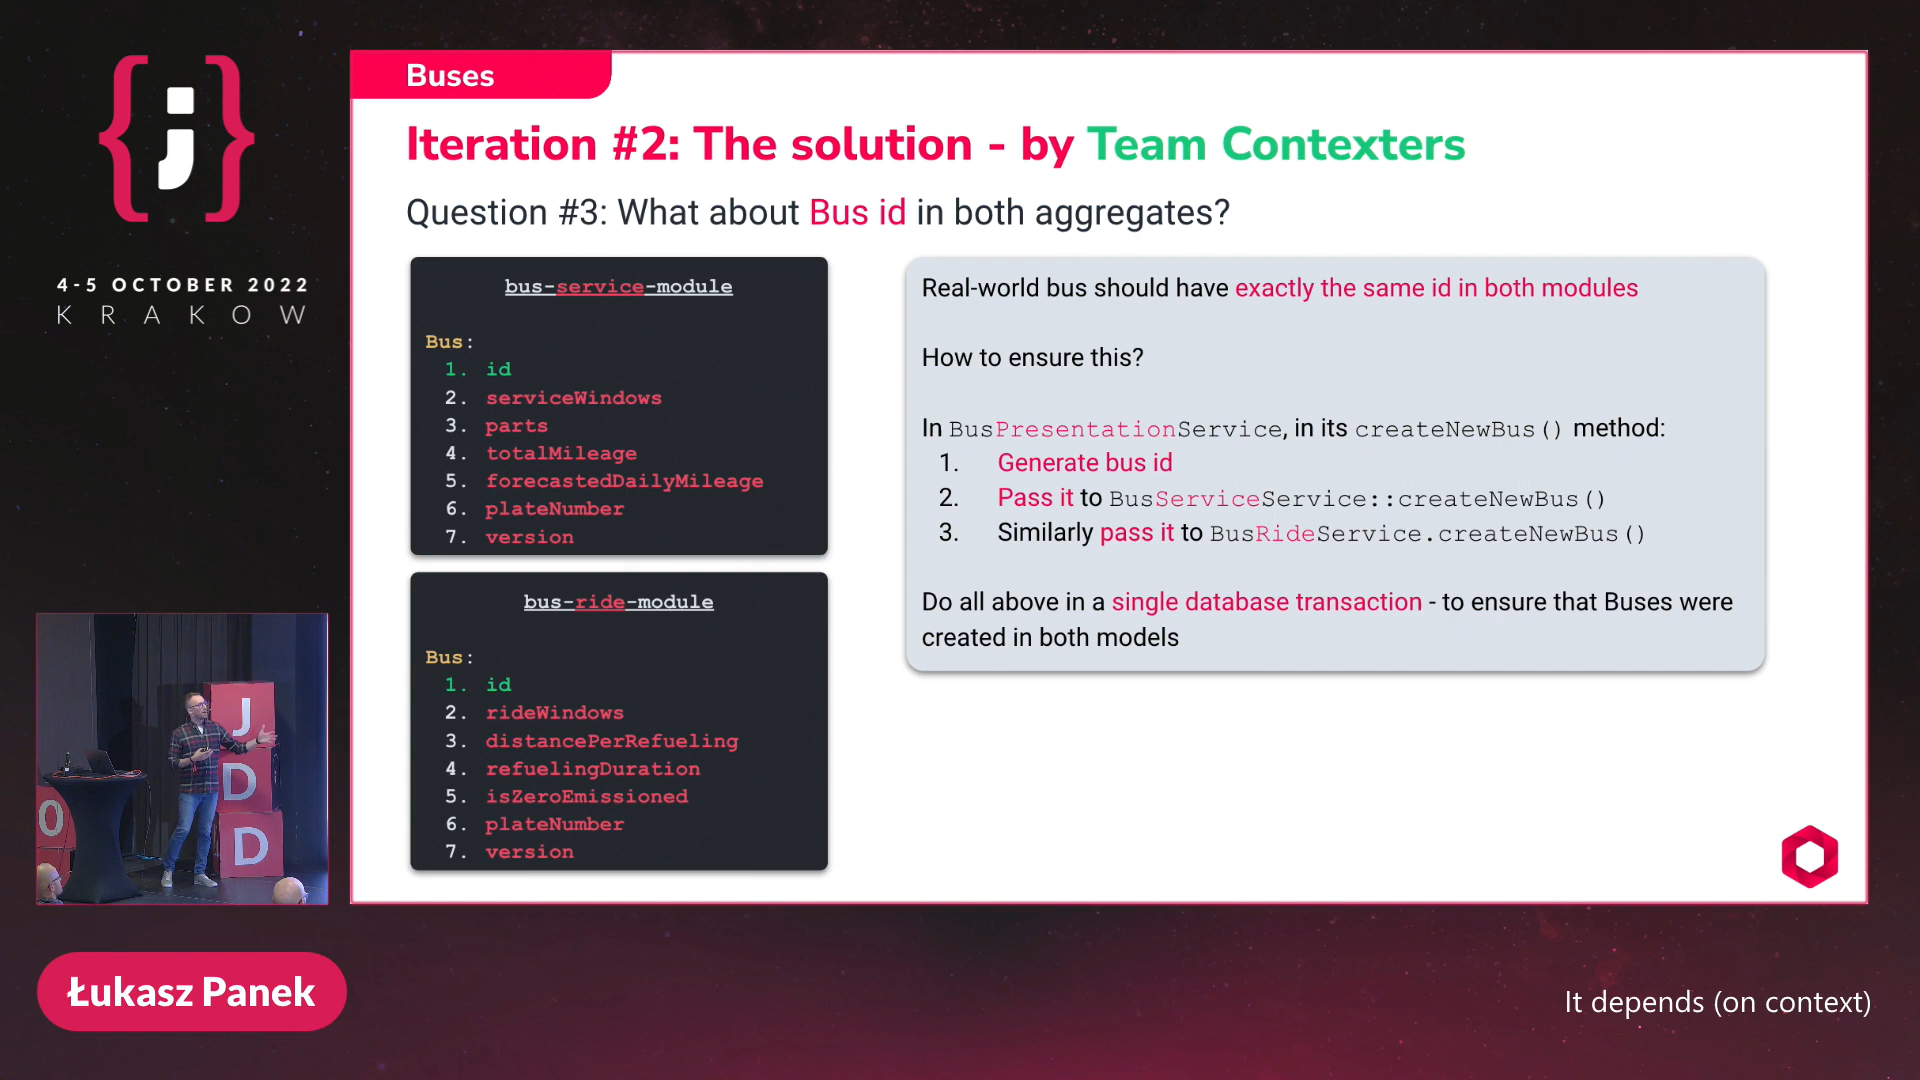 {j}
4-5 OCTOBER 2022
KRAKOW
Buses
Iteration #2: The solution - by Team Contexters
Question #3: What about Bus id in both aggregates?
bus-service-module
Bus:
1. id
2. serviceWindows
3. parts
4. totalMileage
5. forecastedDailyMileage
6. plateNumber
7. version
bus-ride-module
Bus:
1. id
2. rideWindows
3. distancePerRefueling
4. refuelingDuration
5. isZeroEmissioned
6. plateNumber
7. version
Real-world bus should have exactly the same id in both modules
How to ensure this?
In BusPresentationService, in its createNewBus() method:
1. Generate bus id
2. Pass it to BusServiceService::createNewBus()
3. Similarly pass it to BusRideService.createNewBus()
Do all above in a single database transaction - to ensure that Buses were
created in both models
J
D
D
0
Łukasz Panek
It depends (on context)